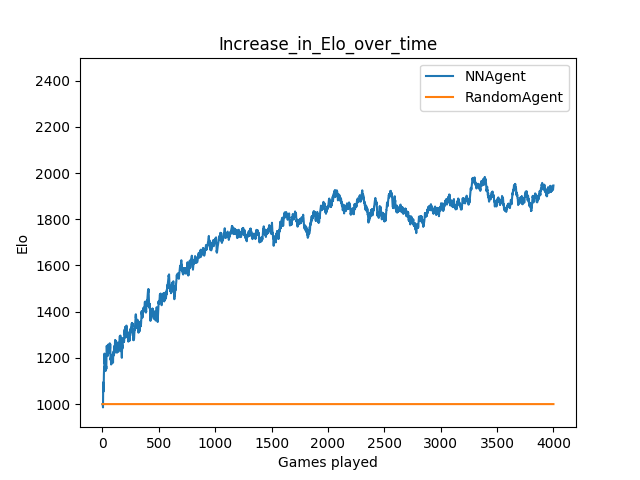 Increase_in_Elo_over_time
NNAgent
RandomAgent
2400
2200
2000
1800
1600
1400
1200
1000
Elo
0 500 1000 1500 2000 2500 3000 3500 4000
Games played